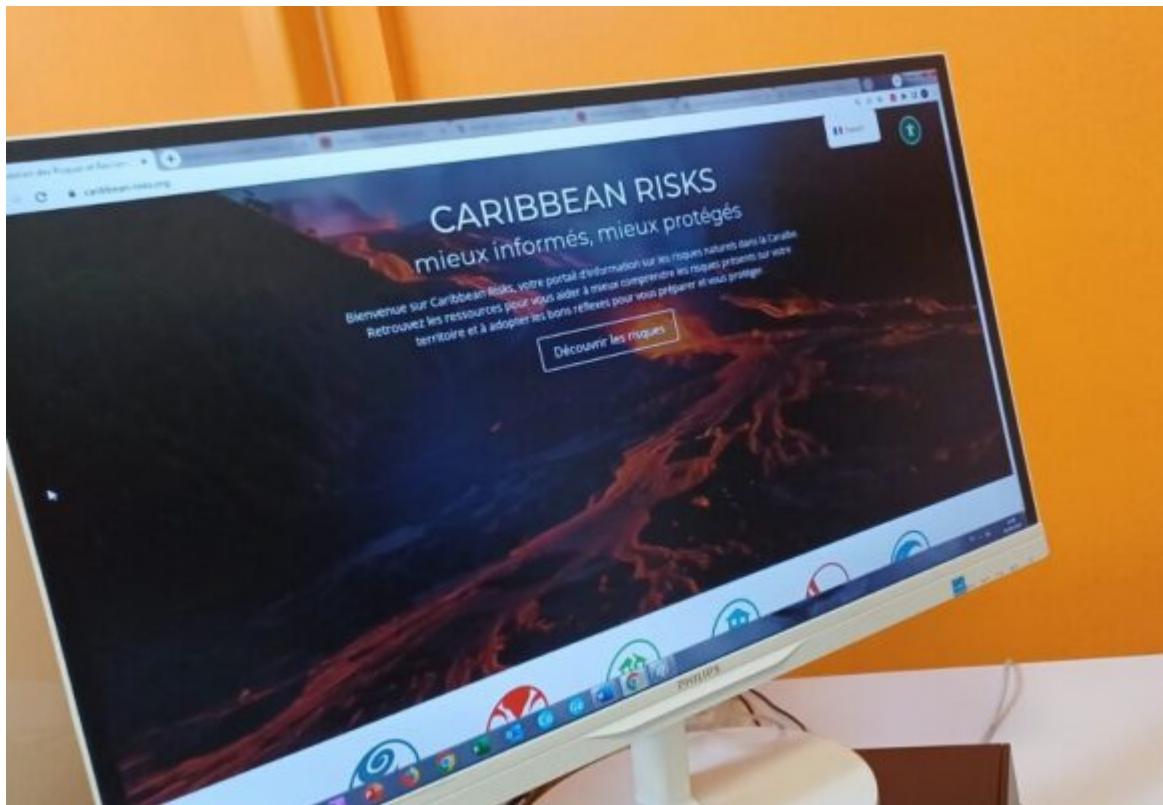 caribbean-risks.org
French
CARIBBEAN RISKS
mieux informés, mieux protégés
Bienvenue sur Caribbean Risks, votre portail d'information sur les risques naturels dans la Caraïbe.
Retrouvez les ressources pour vous aider à mieux comprendre les risques présents sur votre
territoire et à adopter les bons réflexes pour vous préparer et vous protéger.
Découvrir les risques
PHILIPS